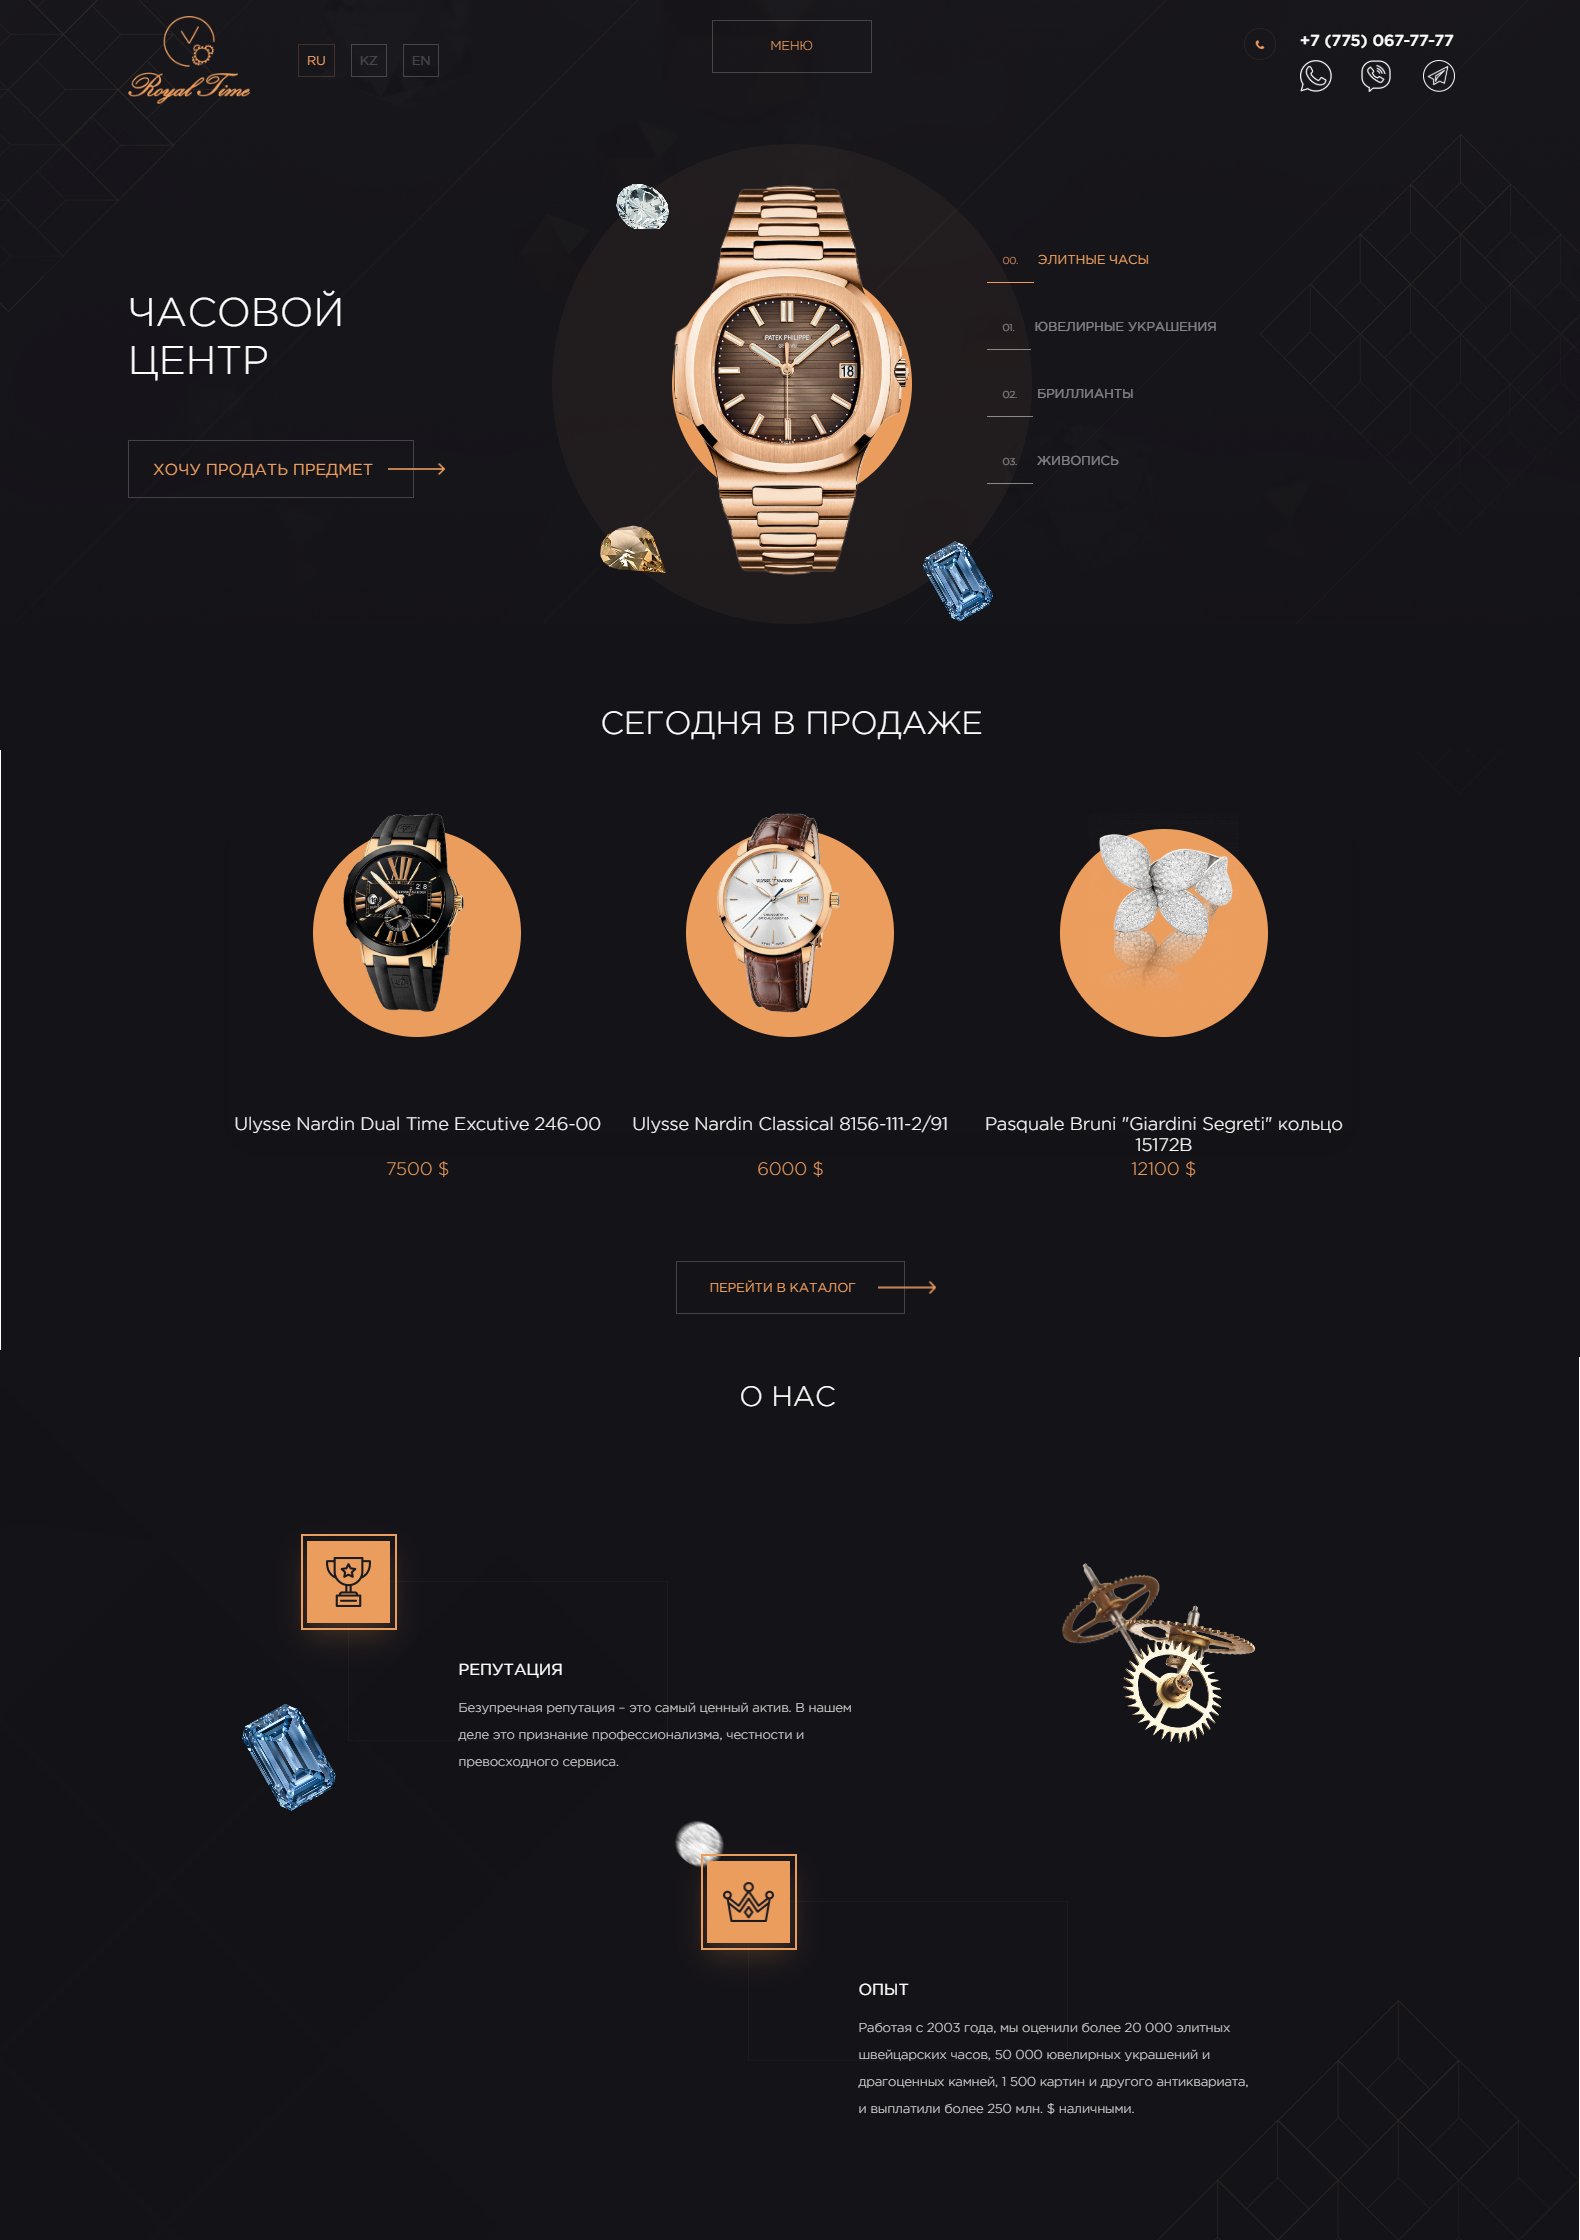 Royal Time
RU
KZ
EN
МЕНЮ
+7 (775) 067-77-77
ЧАСОВОЙ
ЦЕНТР
ХОЧУ ПРОДАТЬ ПРЕДМЕТ
PATEK PHILIPPE
18
00. ЭЛИТНЫЕ ЧАСЫ
01. ЮВЕЛИРНЫЕ УКРАШЕНИЯ
02. БРИЛЛИАНТЫ
03. ЖИВОПИСЬ
СЕГОДНЯ В ПРОДАЖЕ
Ulysse Nardin Dual Time Excutive 246-00
7500 $
Ulysse Nardin Classical 8156-111-2/91
6000 $
Pasquale Bruni "Giardini Segreti" кольцо
15172B
12100 $
ПЕРЕЙТИ В КАТАЛОГ
О НАС
РЕПУТАЦИЯ
Безупречная репутация – это самый ценный актив. В нашем
деле это признание профессионализма, честности и
превосходного сервиса.
ОПЫТ
Работая с 2003 года, мы оценили более 20 000 элитных
швейцарских часов, 50 000 ювелирных украшений и
драгоценных камней, 1 500 картин и другого антиквариата,
и выплатили более 250 млн. $ наличными.